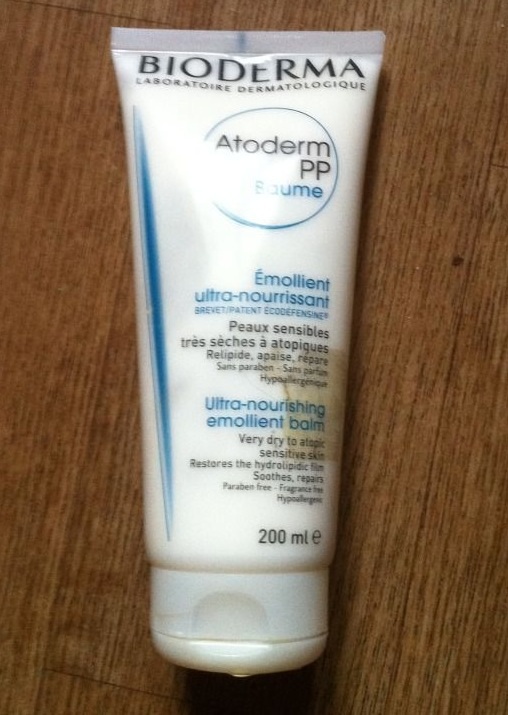 BIODERMA
LABORATOIRE DERMATOLOGIQUE
Atoderm
PP
Baume
Émollient
ultra-nourrissant
BREVET/PATENT ECODÉFENSINE®
Peaux sensibles
très sèches à atopiques
Relipide, apaise, répare
Sans paraben - Sans parfum
Hypoallergénique
Ultra-nourishing
emollient balm
Very dry to atopic
sensitive skin
Restores the hydrolipidic film
Soothes, repairs
Paraben free - Fragrance free
Hypoallergenic
200 ml ℮